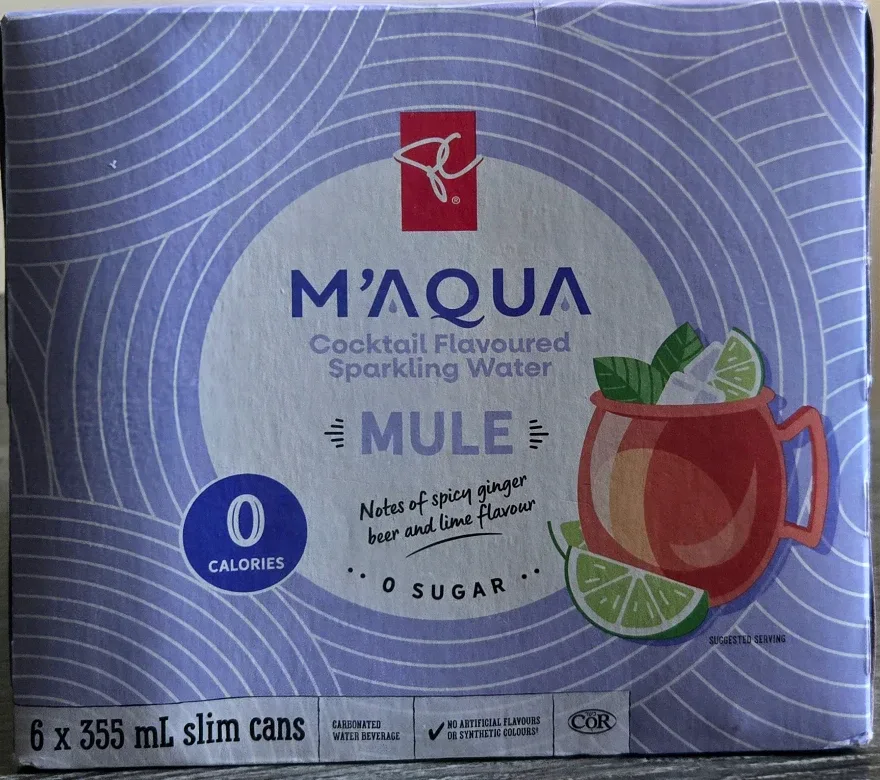 PC®
M'AQUA
Cocktail Flavoured
Sparkling Water
MULE
Notes of spicy ginger
beer and lime flavour
0 SUGAR
0
CALORIES
SUGGESTED SERVING
6 x 355 mL slim cans
CARBONATED
WATER BEVERAGE
✓ NO ARTIFICIAL FLAVOURS
OR SYNTHETIC COLOURS†
COR